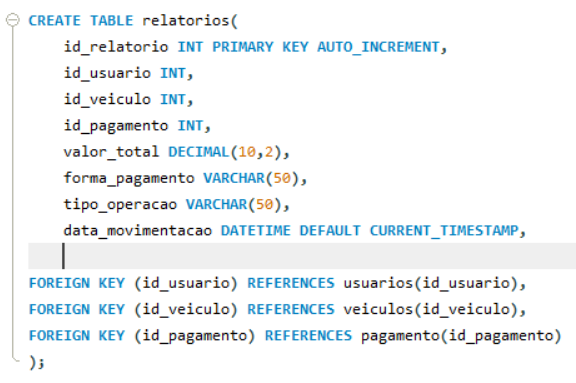 CREATE TABLE relatorios(
id_relatorio INT PRIMARY KEY AUTO_INCREMENT,
id_usuario INT,
id_veiculo INT,
id_pagamento INT,
valor_total DECIMAL(10,2),
forma_pagamento VARCHAR(50),
tipo_operacao VARCHAR(50),
data_movimentacao DATETIME DEFAULT CURRENT_TIMESTAMP,
FOREIGN KEY (id_usuario) REFERENCES usuarios(id_usuario),
FOREIGN KEY (id_veiculo) REFERENCES veiculos(id_veiculo),
FOREIGN KEY (id_pagamento) REFERENCES pagamento(id_pagamento)
);